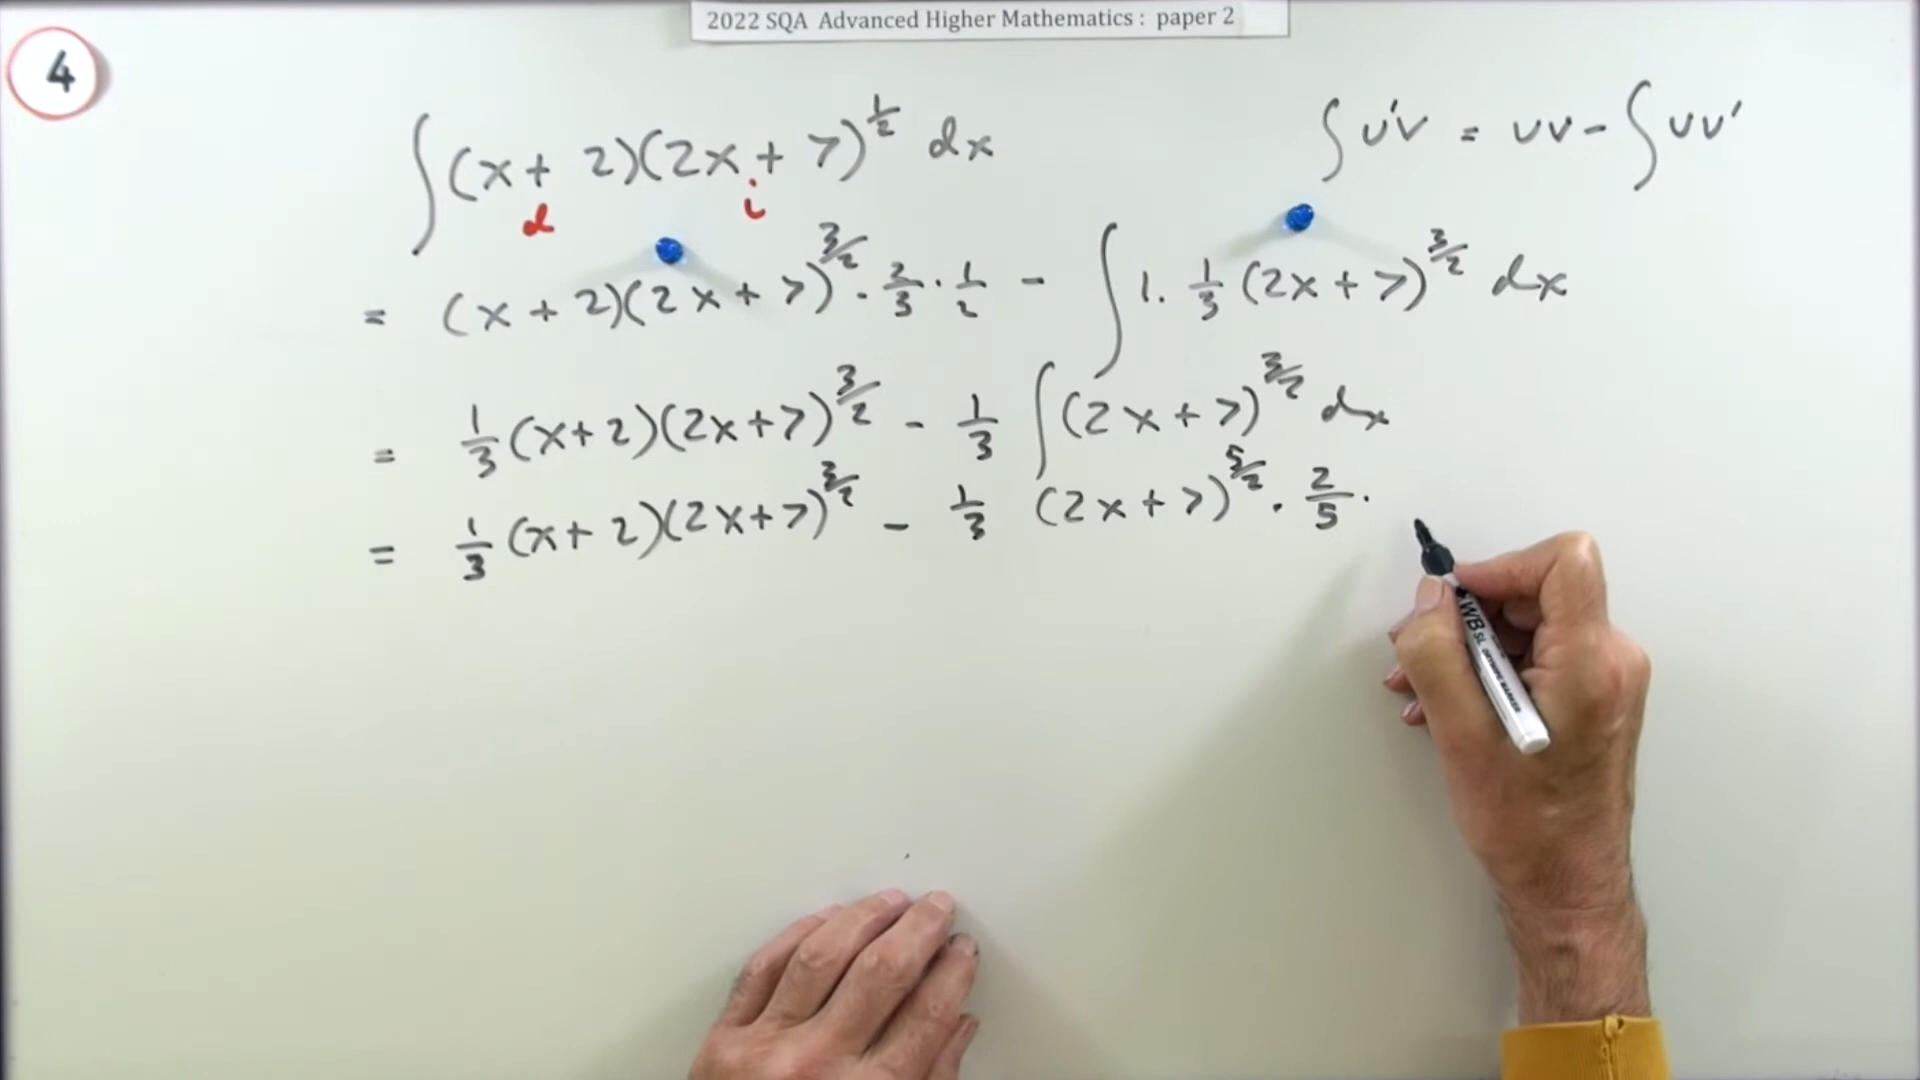 2022 SQA Advanced Higher Mathematics : paper 2
4
∫(x + 2)(2x + 7)^{1/2} dx
d i
∫u'v = uv - ∫uv'
= (x + 2)(2x + 7)^{3/2} · 2/3 · 1/2 - ∫ 1. 1/3 (2x + 7)^{3/2} dx
= 1/3 (x+2)(2x+7)^{3/2} - 1/3 ∫(2x + 7)^{3/2} dx
= 1/3 (x+2)(2x+7)^{3/2} - 1/3 (2x + 7)^{5/2} · 2/5 ·
WB SL